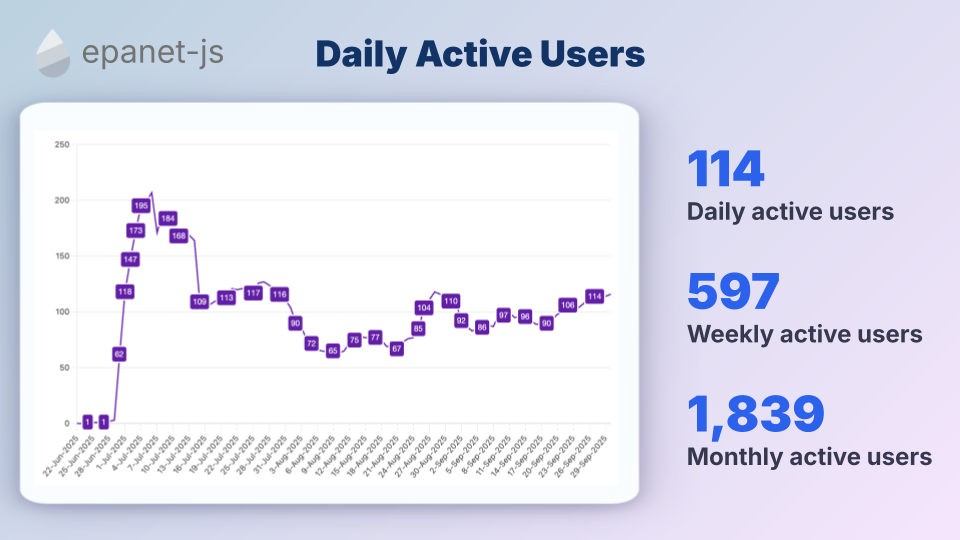 epanet-js
Daily Active Users
250
200
150
100
50
0
1
1
62
118
147
173
195
184
168
109
113
117
116
90
72
65
75
77
67
85
104
110
92
86
97
96
90
106
114
22-Jun-2025
25-Jun-2025
28-Jun-2025
1-Jul-2025
4-Jul-2025
7-Jul-2025
10-Jul-2025
13-Jul-2025
16-Jul-2025
19-Jul-2025
22-Jul-2025
25-Jul-2025
28-Jul-2025
31-Jul-2025
3-Aug-2025
6-Aug-2025
9-Aug-2025
12-Aug-2025
15-Aug-2025
18-Aug-2025
21-Aug-2025
24-Aug-2025
27-Aug-2025
30-Aug-2025
2-Sep-2025
5-Sep-2025
8-Sep-2025
11-Sep-2025
14-Sep-2025
17-Sep-2025
20-Sep-2025
23-Sep-2025
26-Sep-2025
29-Sep-2025
114
Daily active users
597
Weekly active users
1,839
Monthly active users